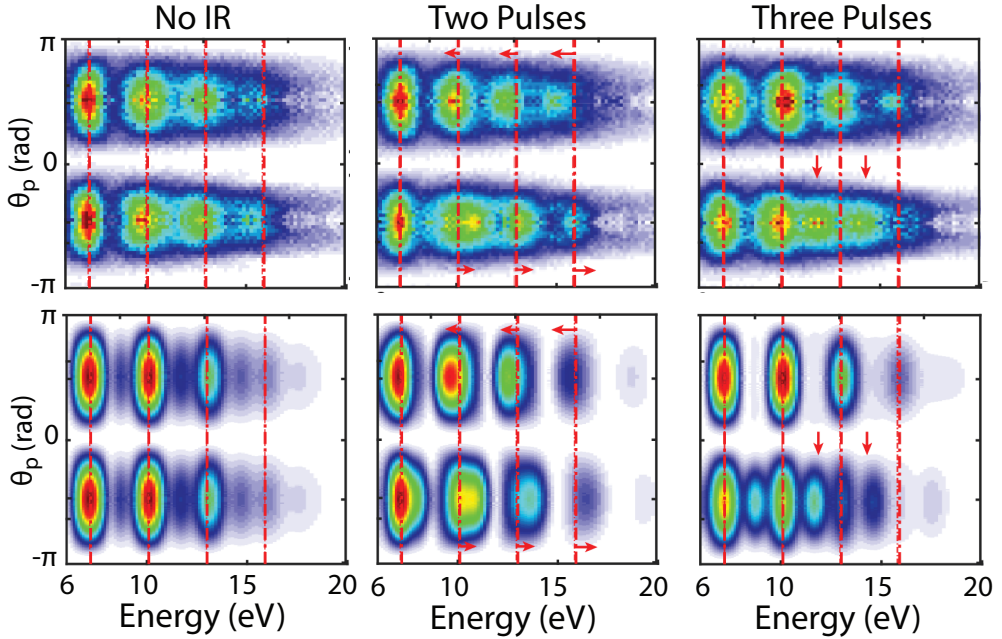 No IR
Two Pulses
Three Pulses
π
θp (rad)
0
-π
π
θp (rad)
0
-π
6 10 15 20
6 10 15 20
6 10 15 20
Energy (eV)
Energy (eV)
Energy (eV)